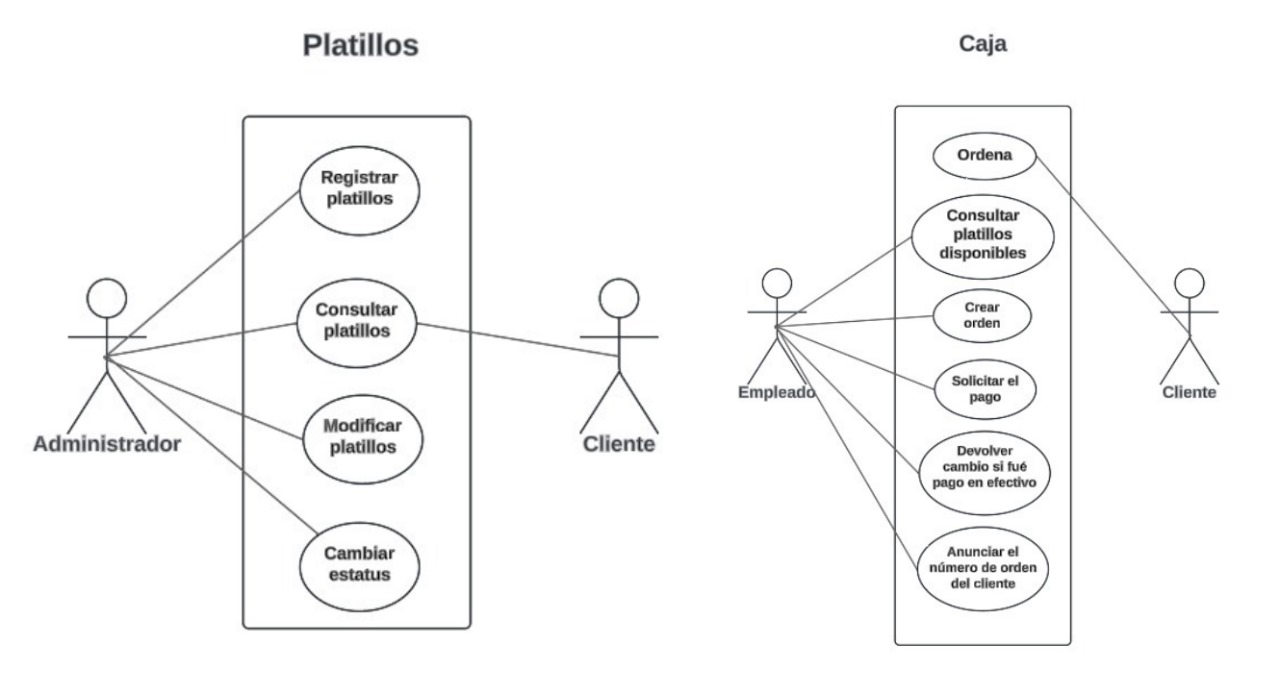 Platillos
Registrar
platillos
Consultar
platillos
Modificar
platillos
Cambiar
estatus
Administrador
Cliente
Caja
Ordena
Consultar
platillos
disponibles
Crear
orden
Solicitar el
pago
Devolver
cambio si fué
pago en efectivo
Anunciar el
número de orden
del cliente
Empleado
Cliente